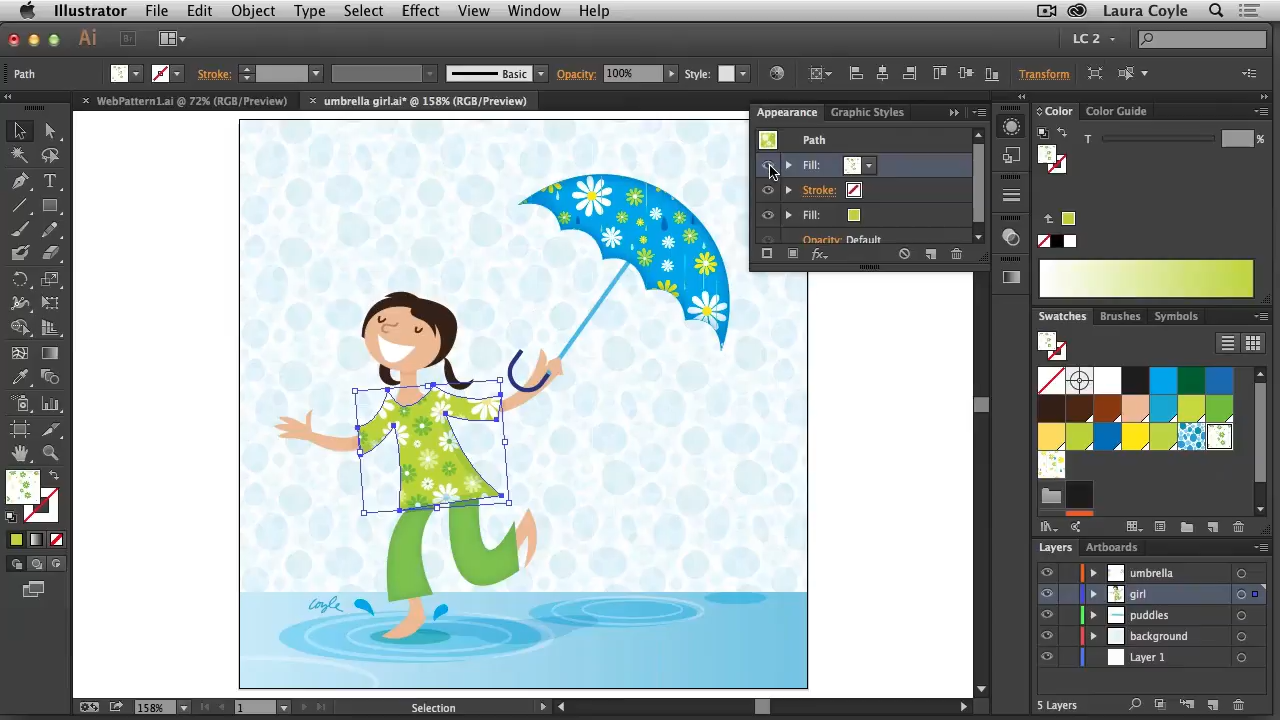 Illustrator File Edit Object Type Select Effect View Window Help Laura Coyle
Ai Br LC 2
Path Stroke: Basic Opacity: 100% Style: Transform
× WebPattern1.ai @ 72% (RGB/Preview) × umbrella girl.ai* @ 158% (RGB/Preview)
Appearance Graphic Styles
Path
Fill:
Stroke:
Fill:
Opacity: Default
fx
Color Color Guide
T %
Swatches Brushes Symbols
Layers Artboards
umbrella
girl
puddles
background
Layer 1
5 Layers
Coyle
158% 1 Selection